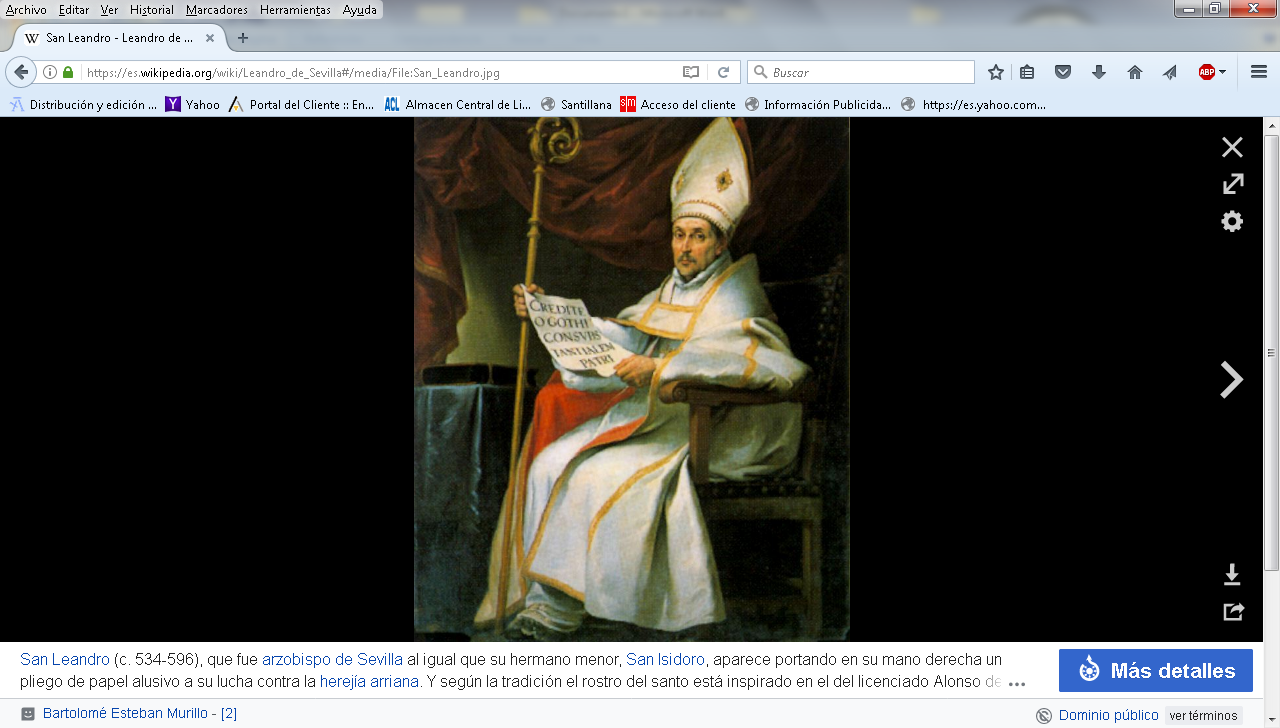 Archivo Editar Ver Historial Marcadores Herramientas Ayuda
W San Leandro - Leandro de ...
https://es.wikipedia.org/wiki/Leandro_de_Sevilla#/media/File:San_Leandro.jpg
Buscar
ABP
Distribución y edición ... Y Yahoo Portal del Cliente :: En... ACL Almacen Central de Li... Santillana sm Acceso del cliente Información Publicita... https://es.yahoo.com...
CREDITE
O GOTHI
CONSVBS
TANTIALEM
PATRI
San Leandro (c. 534-596), que fue arzobispo de Sevilla al igual que su hermano menor, San Isidoro, aparece portando en su mano derecha un
pliego de papel alusivo a su lucha contra la herejía arriana. Y según la tradición el rostro del santo está inspirado en el del licenciado Alonso de ...
Más detalles
Bartolomé Esteban Murillo - [2]
Dominio público ver términos